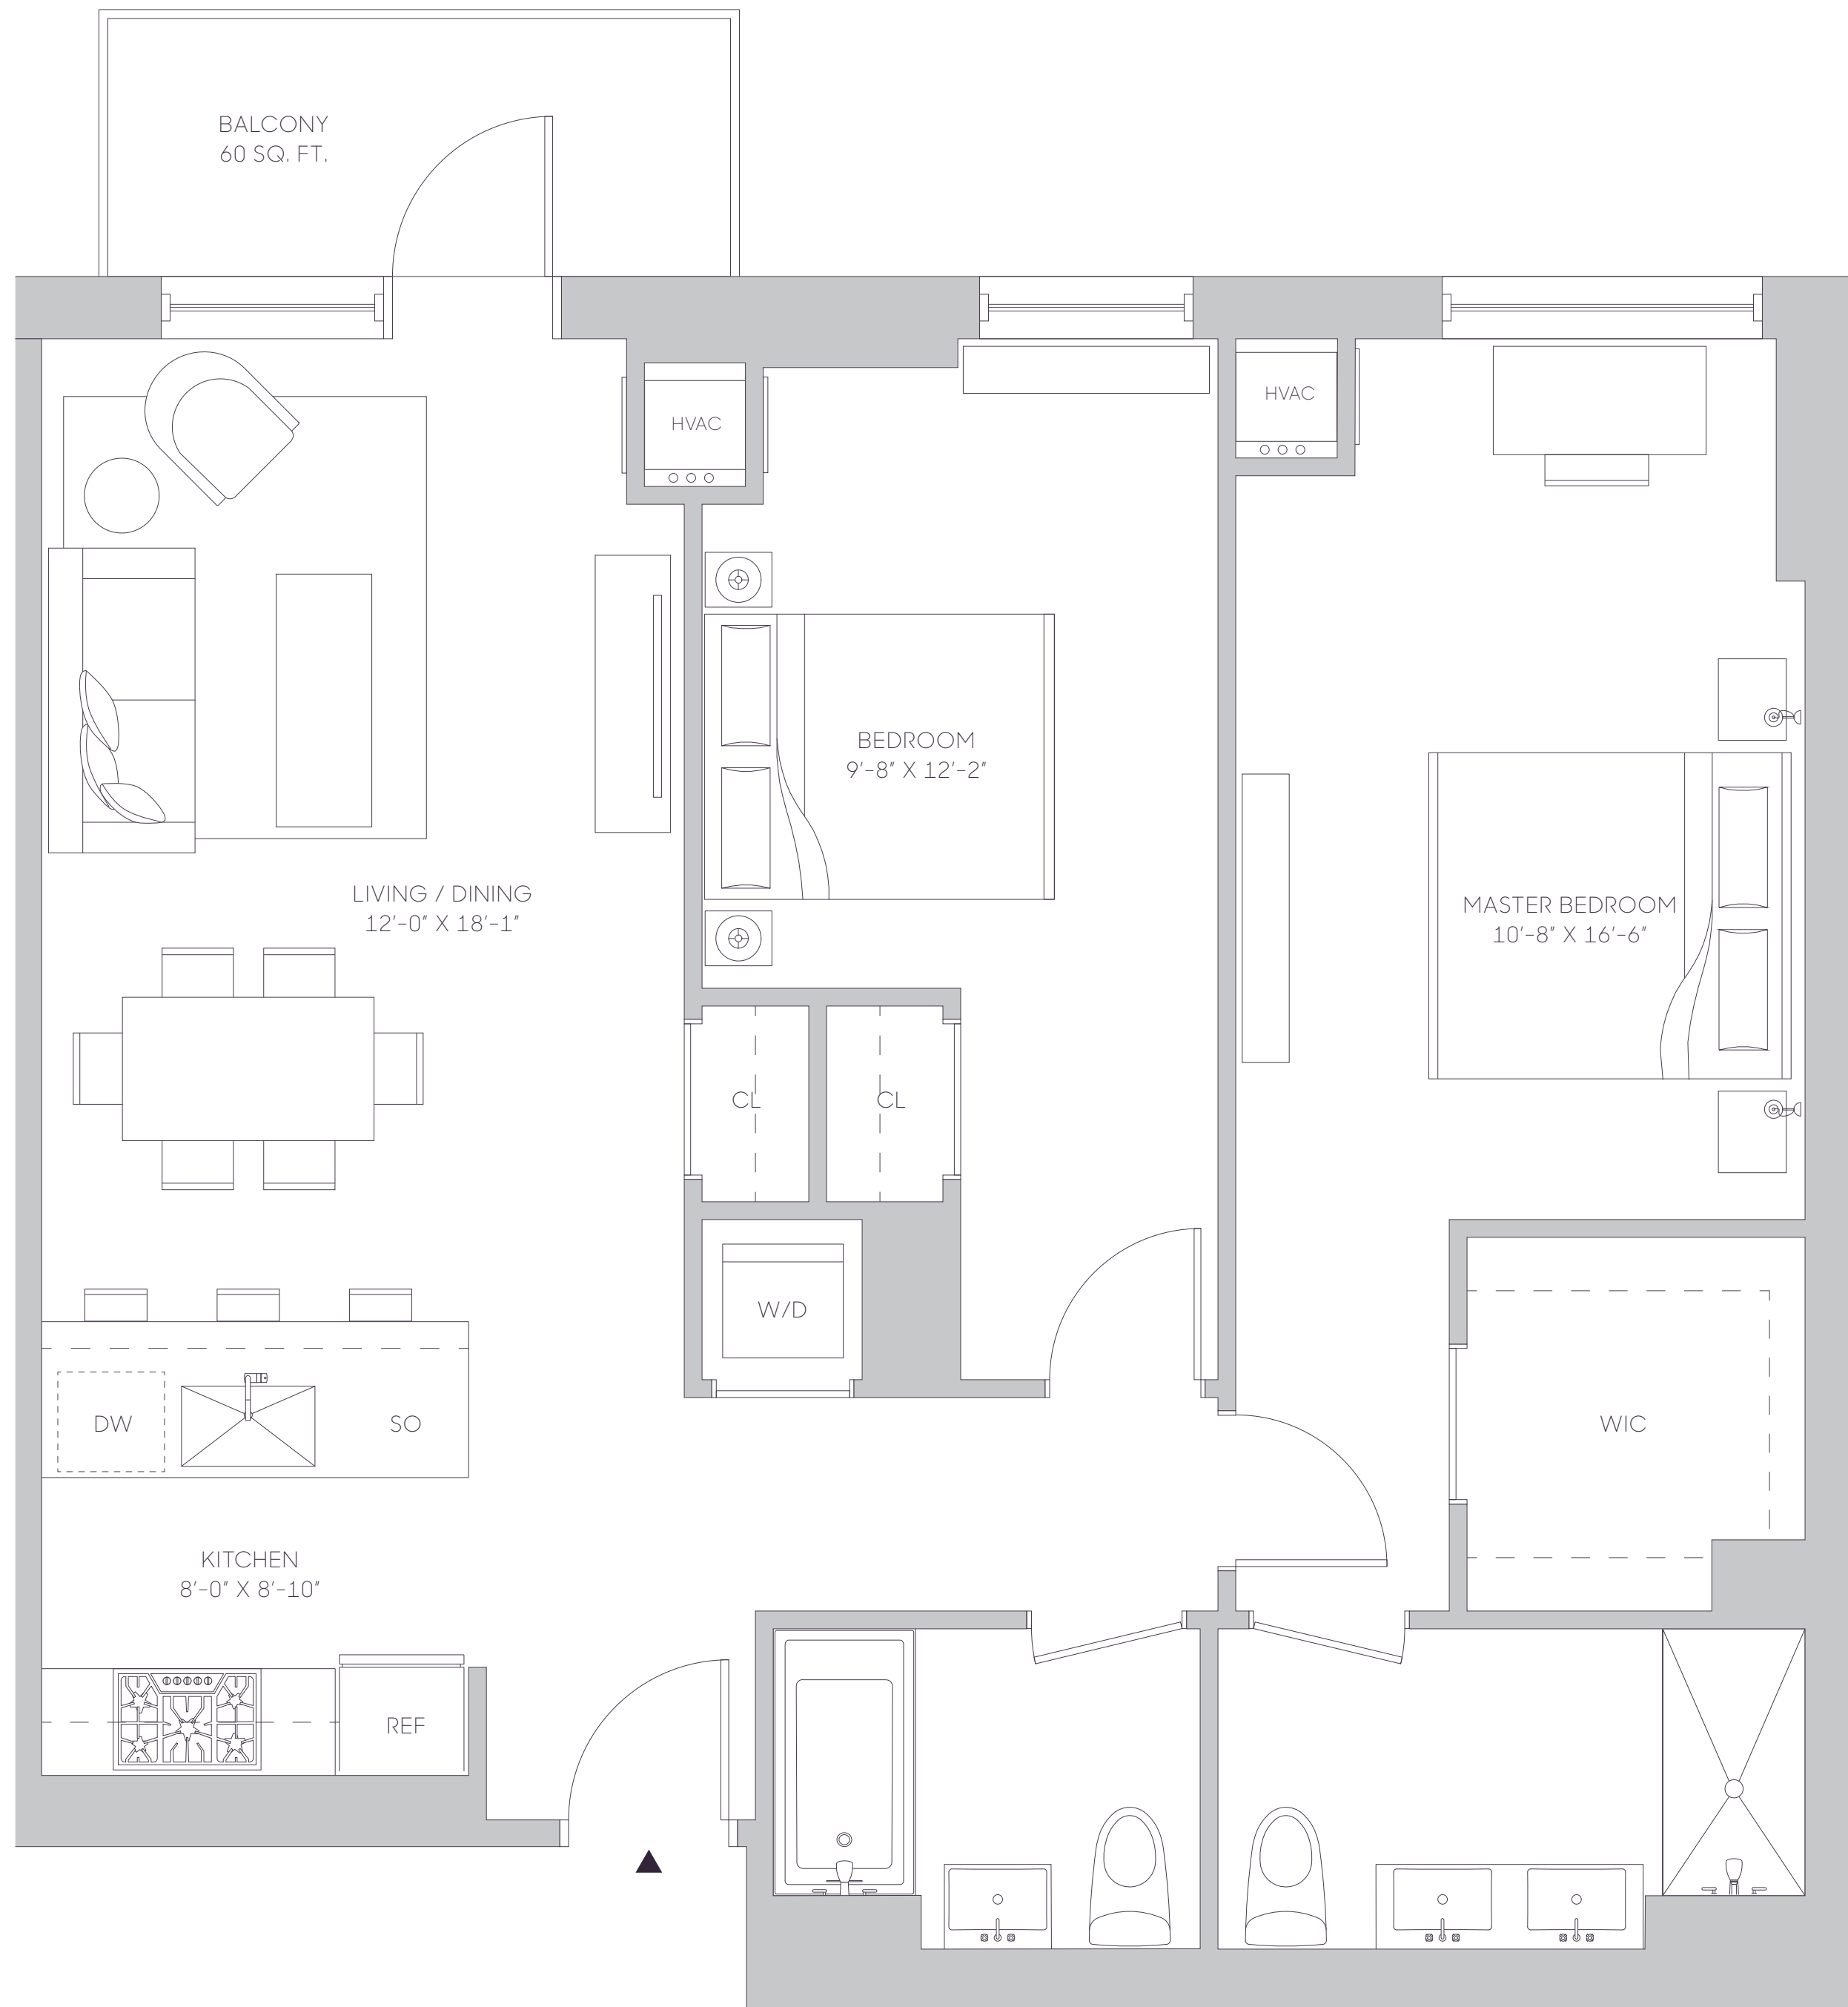 BALCONY
60 SQ. FT.
HVAC
HVAC
BEDROOM
9'-8" X 12'-2"
LIVING / DINING
12'-0" X 18'-1"
MASTER BEDROOM
10'-8" X 16'-6"
CL
CL
W/D
DW
SO
WIC
KITCHEN
8'-0" X 8'-10"
REF